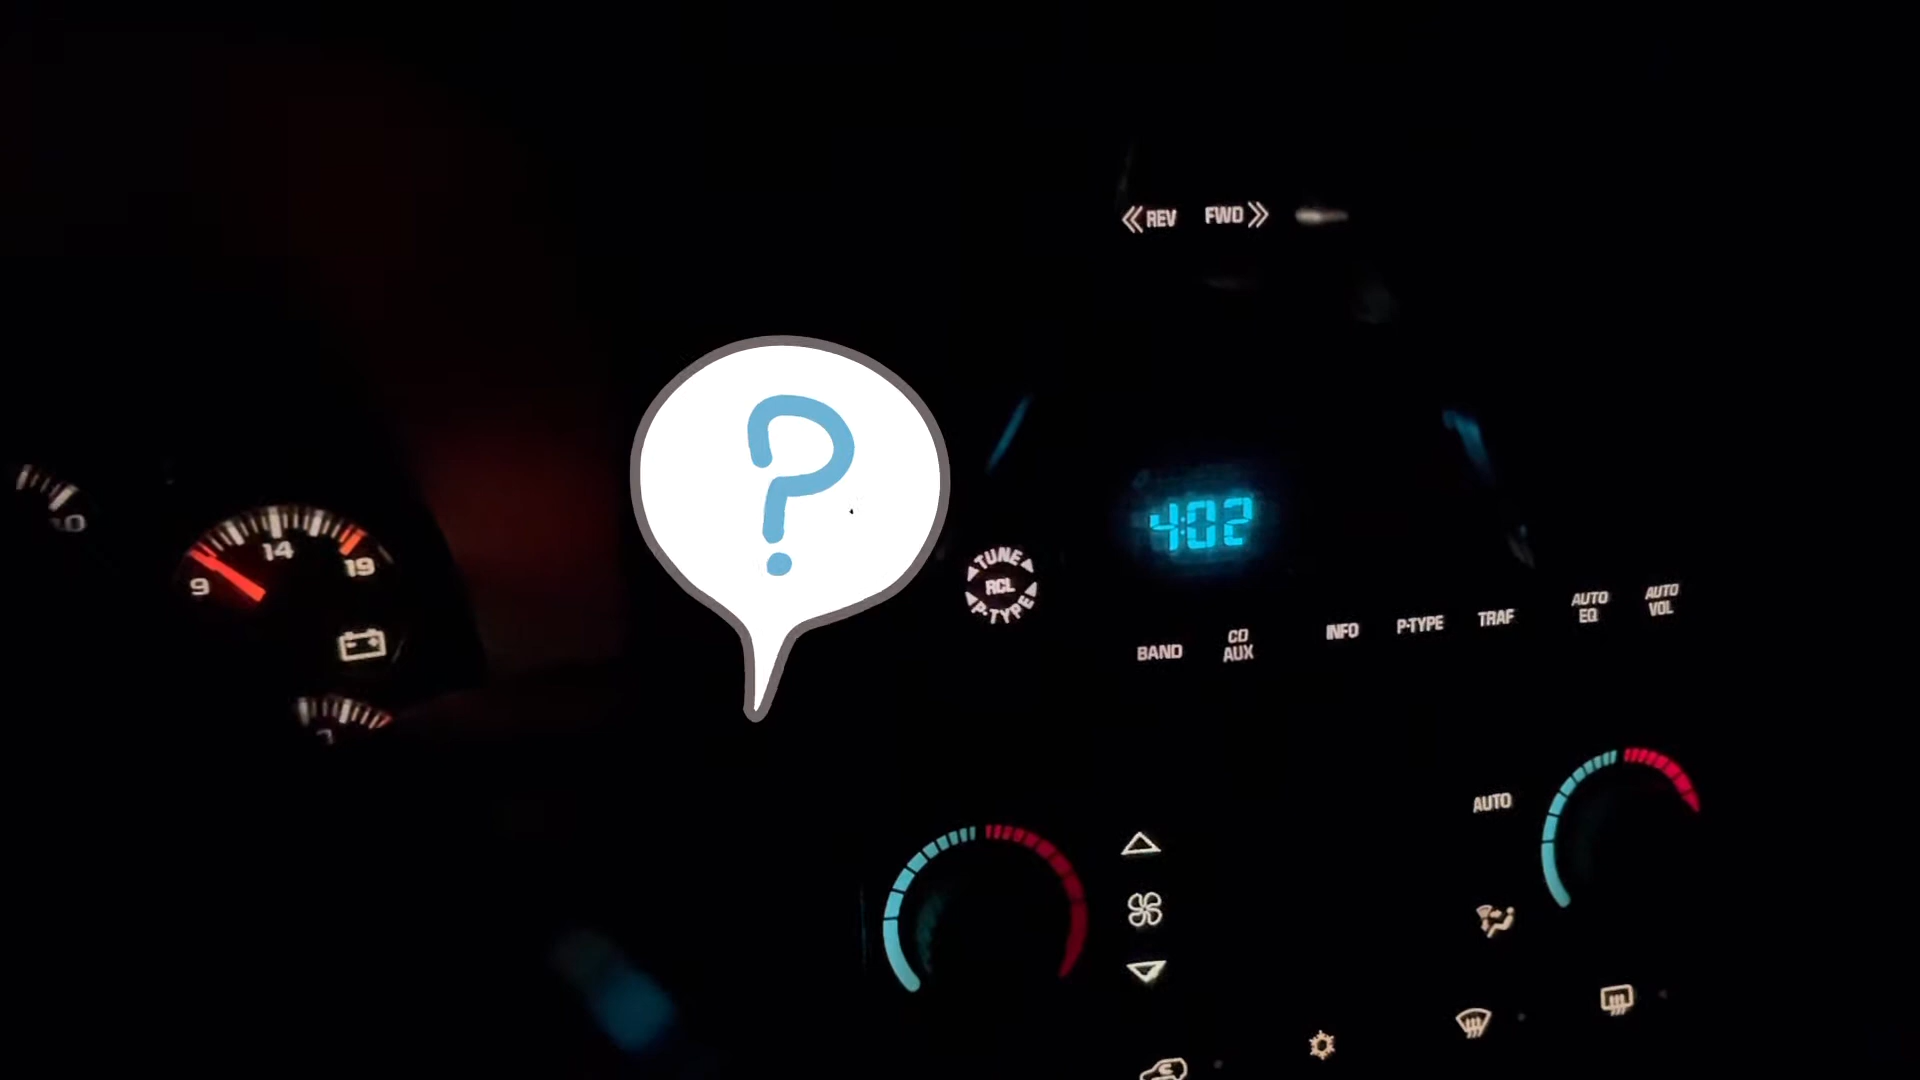 REV FWD
?
4:02
10
14
9 19
TUNE
RCL
P-TYPE
BAND
CD
AUX
INFO
P-TYPE
TRAF
AUTO
EQ
AUTO
VOL
AUTO